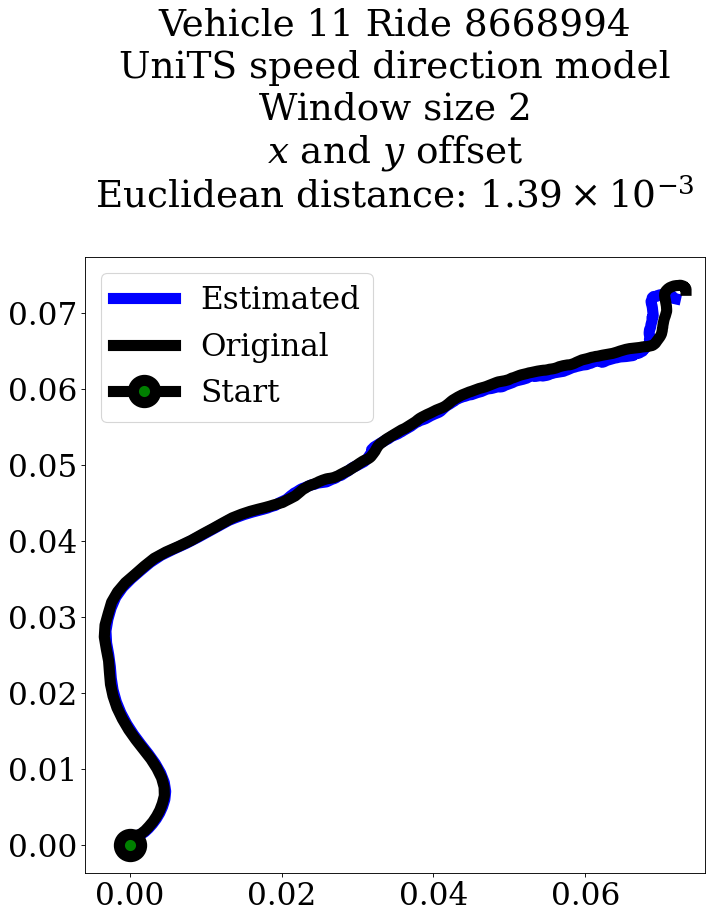 Vehicle 11 Ride 8668994
UniTS speed direction model
Window size 2
x and y offset
Euclidean distance: 1.39 × 10⁻³
Estimated
Original
Start
0.07
0.06
0.05
0.04
0.03
0.02
0.01
0.00
0.00 0.02 0.04 0.06